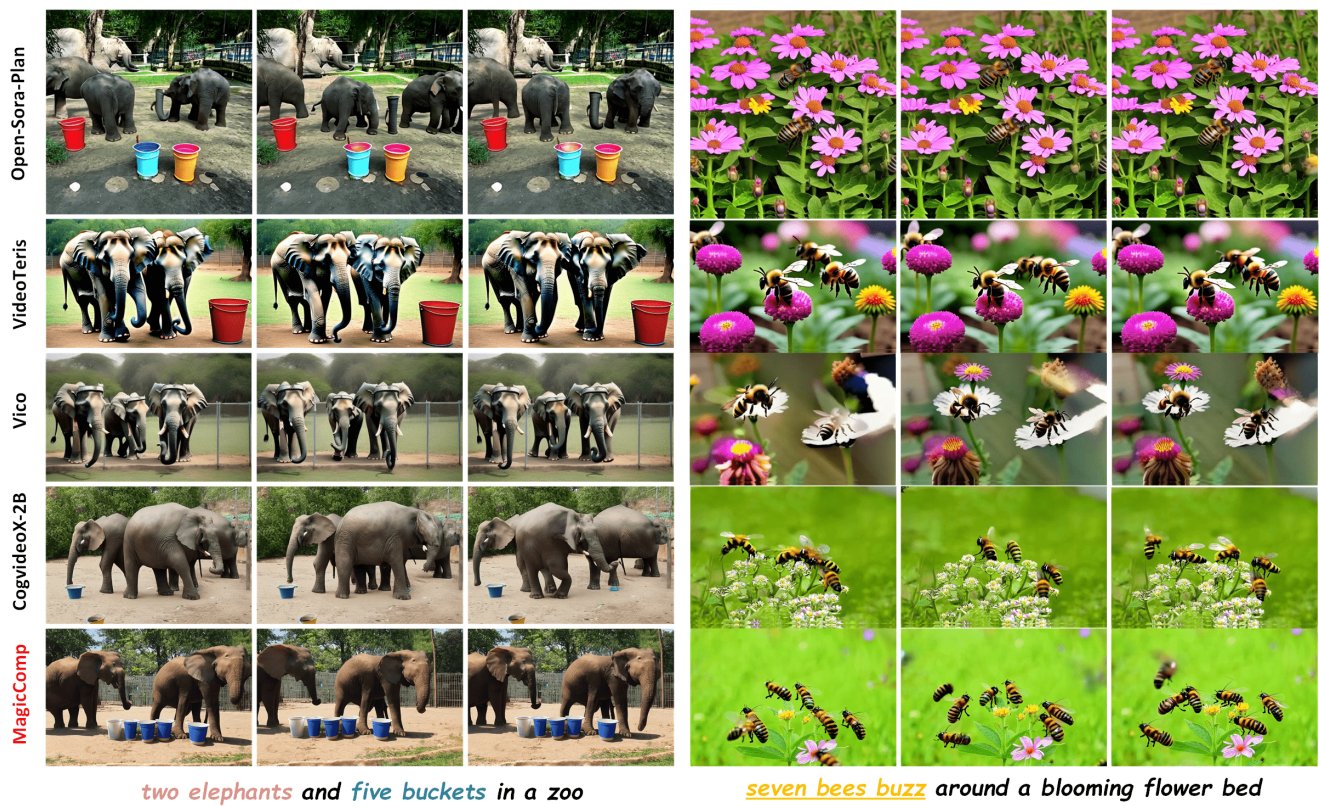 Open-Sora-Plan
VideoTeris
Vico
CogvideoX-2B
MagicComp
two elephants and five buckets in a zoo
seven bees buzz around a blooming flower bed